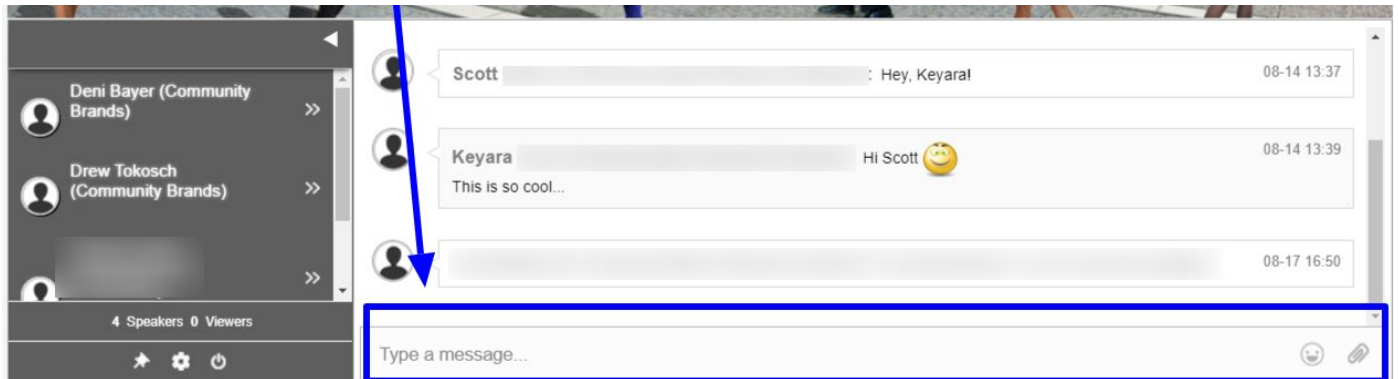 Deni Bayer (Community
Brands)
Drew Tokosch
(Community Brands)
4 Speakers 0 Viewers
Scott : Hey, Keyara!
08-14 13:37
Keyara Hi Scott
08-14 13:39
This is so cool...
08-17 16:50
Type a message...